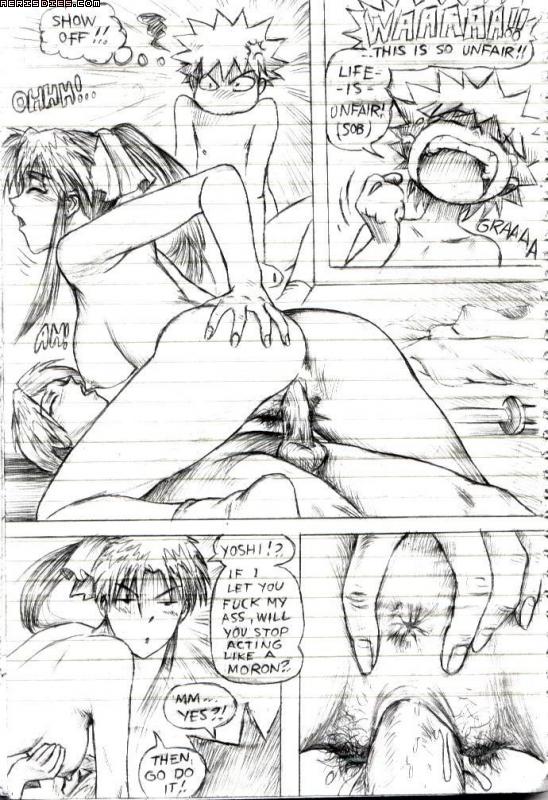 AERISDIES.COM
SHOW
OFF!!
OHHH!...
AH!
WAAAAA!!
THIS IS SO UNFAIR!!
LIFE-
-IS-
UNFAIR!
(SOB)
GRAAAA
YOSHI!?
IF I
LET YOU
FUCK MY
ASS, WILL
YOU STOP
ACTING
LIKE A
MORON?
MM...
YES?!
THEN,
GO DO
IT!